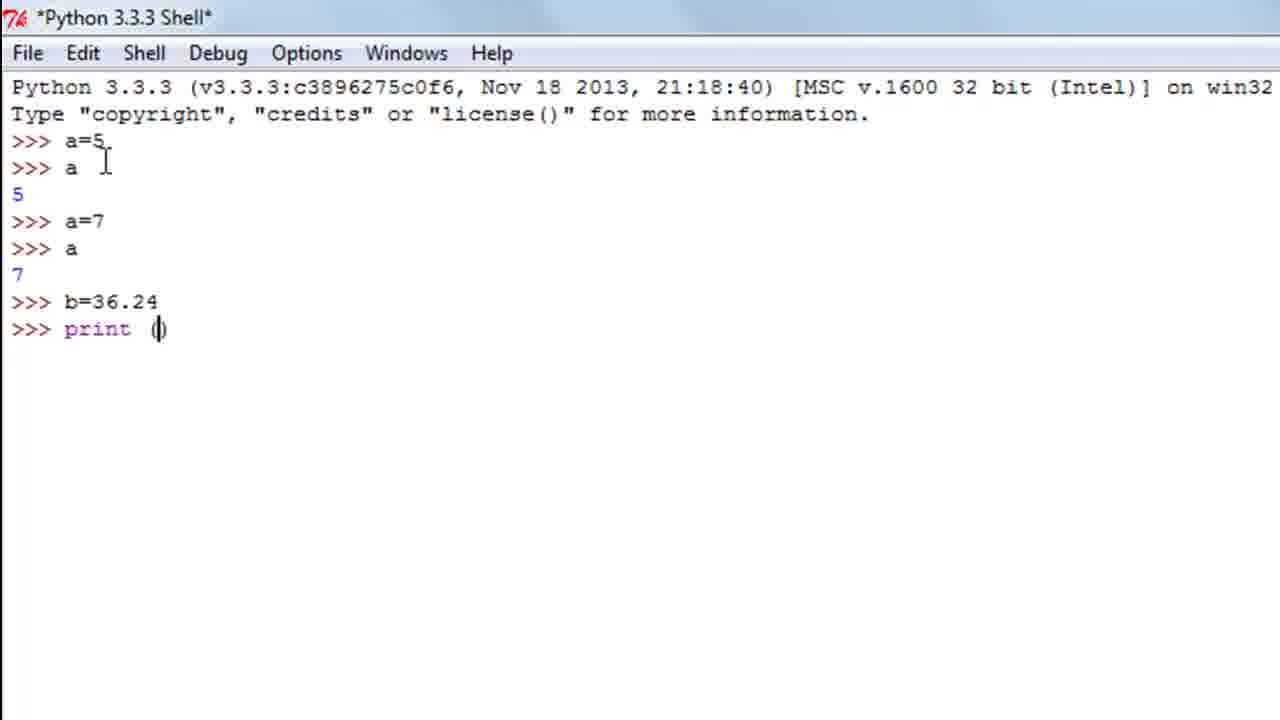 *Python 3.3.3 Shell*
File Edit Shell Debug Options Windows Help
Python 3.3.3 (v3.3.3:c3896275c0f6, Nov 18 2013, 21:18:40) [MSC v.1600 32 bit (Intel)] on win32
Type "copyright", "credits" or "license()" for more information.
>>> a=5
>>> a
5
>>> a=7
>>> a
7
>>> b=36.24
>>> print ()